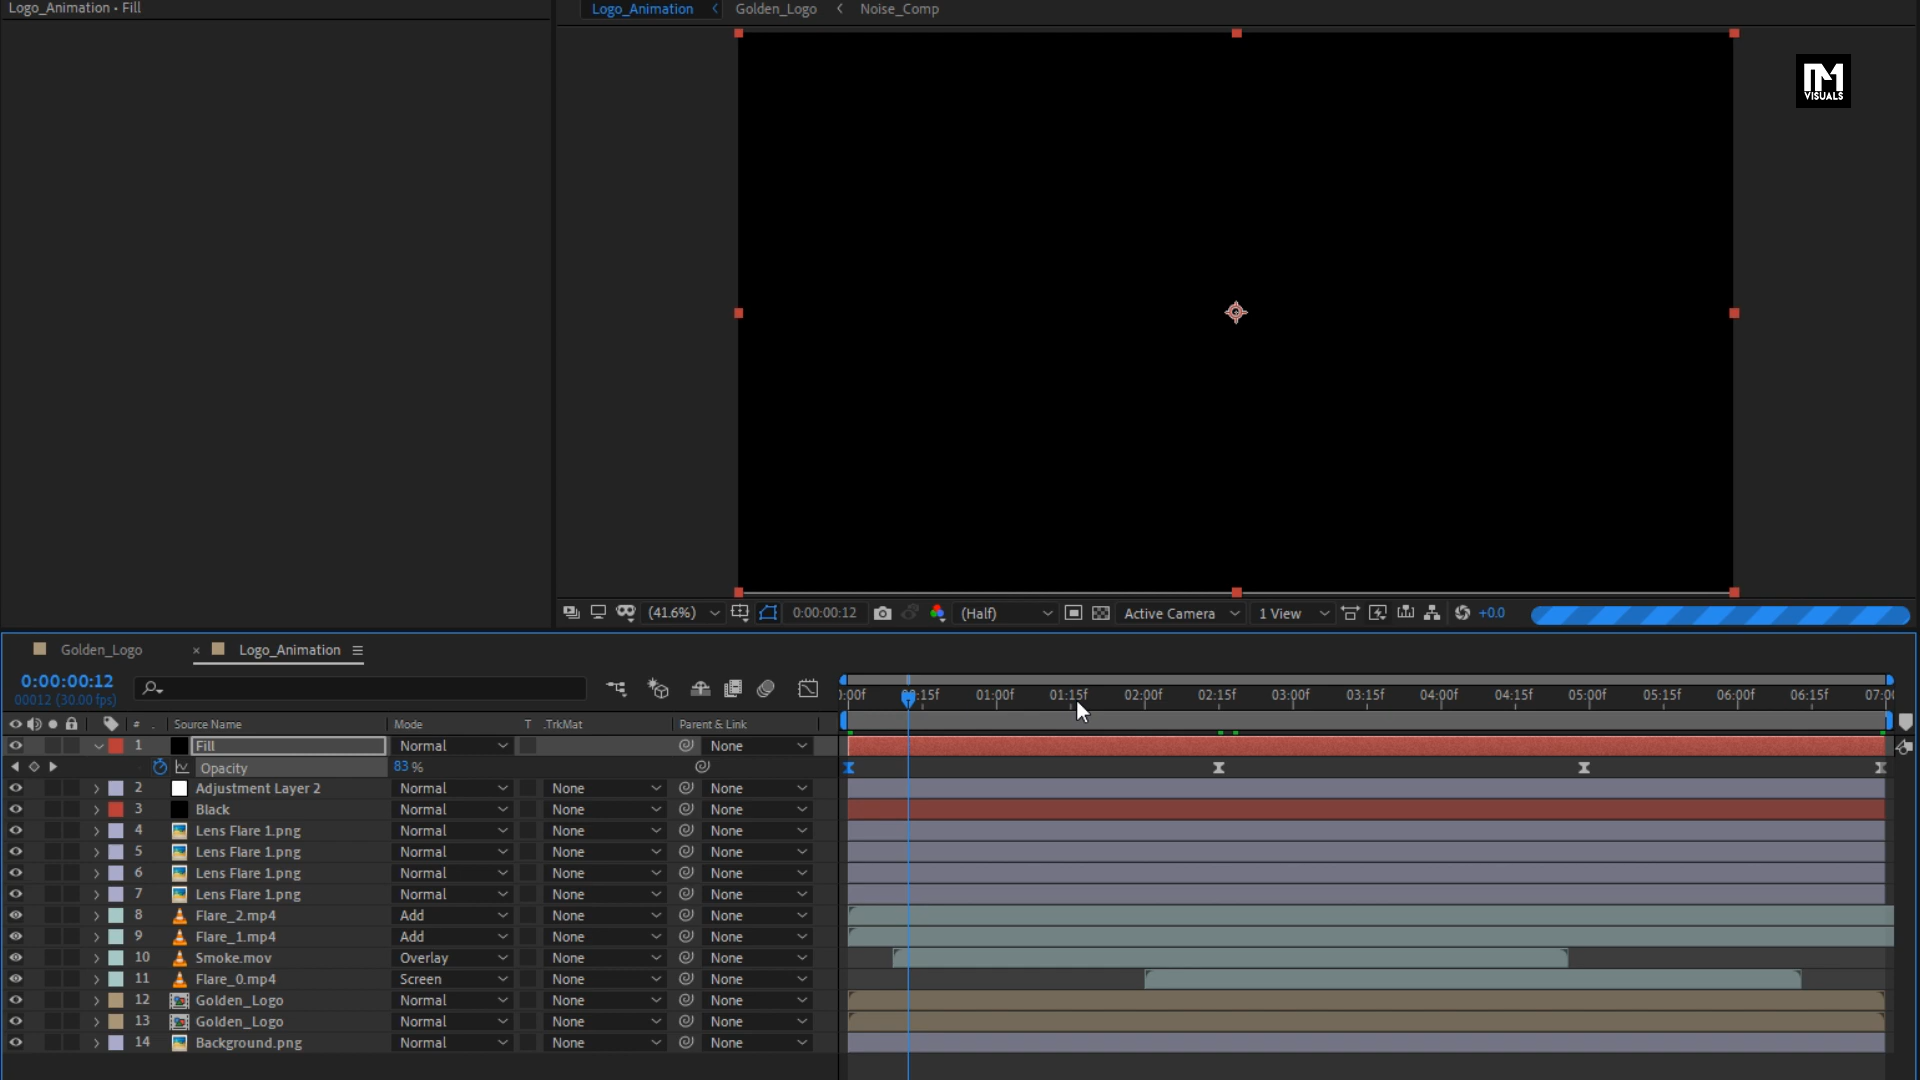 Logo_Animation • Fill
Logo_Animation Golden_Logo Noise_Comp
IM VISUALS
(41.6%) 0:00:00:12 (Half) Active Camera 1 View +0.0
Golden_Logo Logo_Animation
0:00:00:12
00012 (30.00 fps)
:00f 15f 01:00f 01:15f 02:00f 02:15f 03:00f 03:15f 04:00f 04:15f 05:00f 05:15f 06:00f 06:15f 07:00
# Source Name Mode T .TrkMat Parent & Link
1 Fill Normal None
Opacity 83 %
2 Adjustment Layer 2 Normal None None
3 Black Normal None None
4 Lens Flare 1.png Normal None None
5 Lens Flare 1.png Normal None None
6 Lens Flare 1.png Normal None None
7 Lens Flare 1.png Normal None None
8 Flare_2.mp4 Add None None
9 Flare_1.mp4 Add None None
10 Smoke.mov Overlay None None
11 Flare_0.mp4 Screen None None
12 Golden_Logo Normal None None
13 Golden_Logo Normal None None
14 Background.png Normal None None